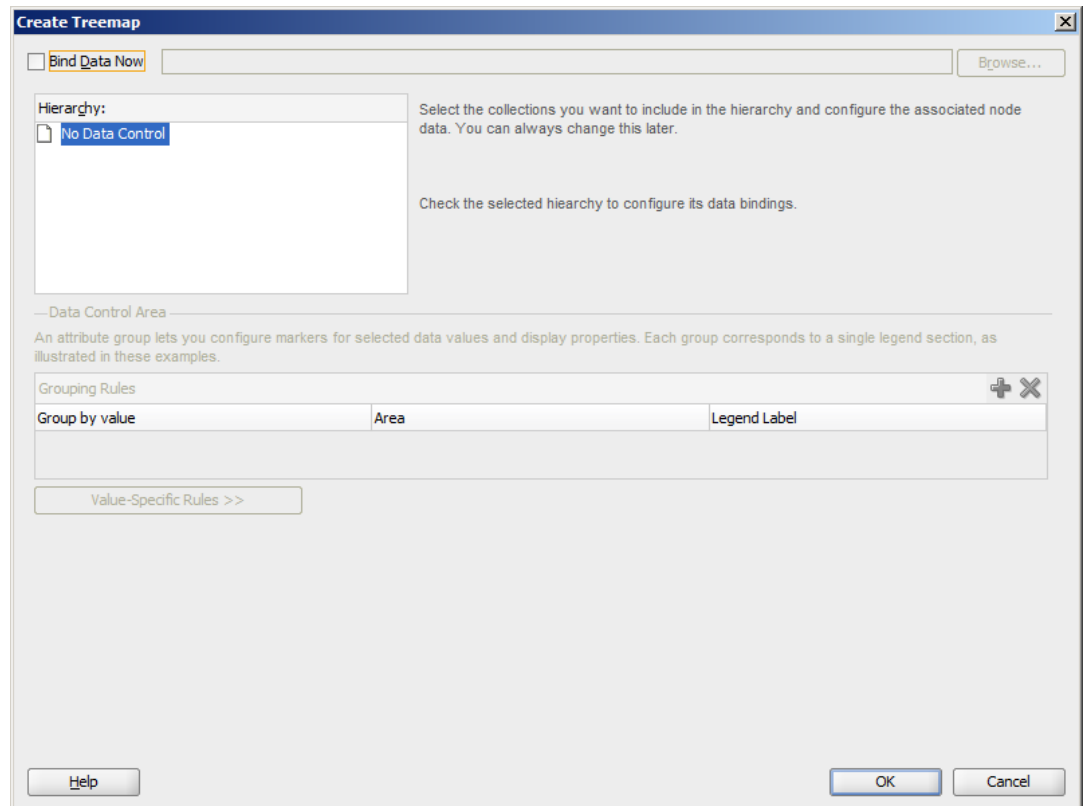 Create Treemap
Bind Data Now
Browse...
Hierarchy:
No Data Control
Select the collections you want to include in the hierarchy and configure the associated node
data. You can always change this later.
Check the selected hiearchy to configure its data bindings.
Data Control Area
An attribute group lets you configure markers for selected data values and display properties. Each group corresponds to a single legend section, as
illustrated in these examples.
Grouping Rules
Group by value Area Legend Label
Value-Specific Rules >>
Help OK Cancel